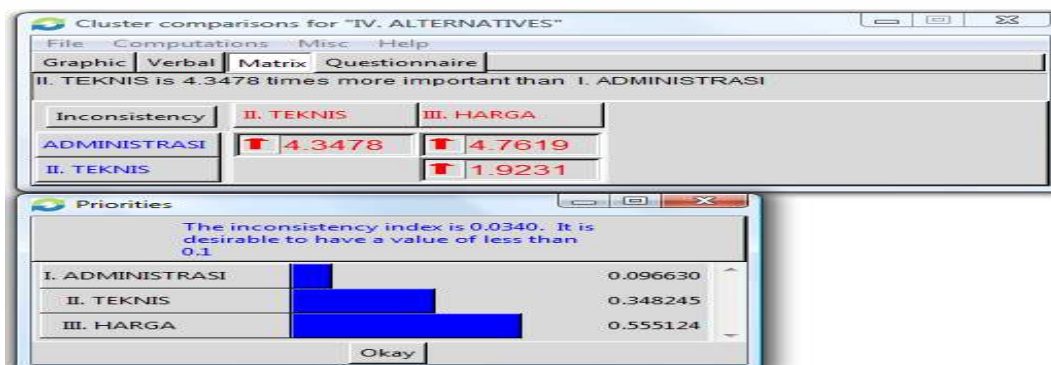 Cluster comparisons for "IV. ALTERNATIVES"
File Computations Misc Help
Graphic Verbal Matrix Questionnaire
II. TEKNIS is 4.3478 times more important than I. ADMINISTRASI
Inconsistency II. TEKNIS III. HARGA
ADMINISTRASI 4.3478 4.7619
II. TEKNIS 1.9231
Priorities
The inconsistency index is 0.0340. It is
desirable to have a value of less than
0.1
I. ADMINISTRASI 0.096630
II. TEKNIS 0.348245
III. HARGA 0.555124
Okay